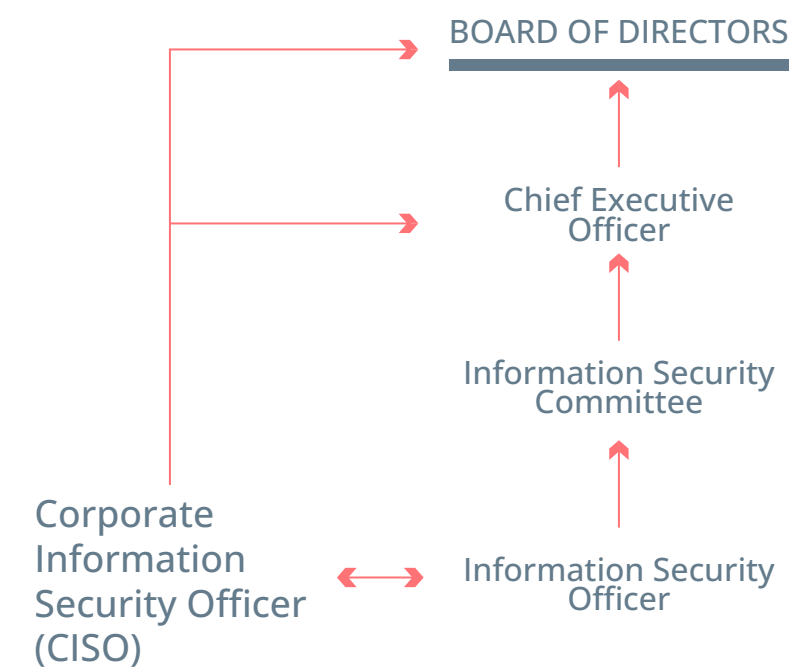 BOARD OF DIRECTORS
Chief Executive
Officer
Information Security
Committee
Corporate
Information
Security Officer
(CISO)
Information Security
Officer